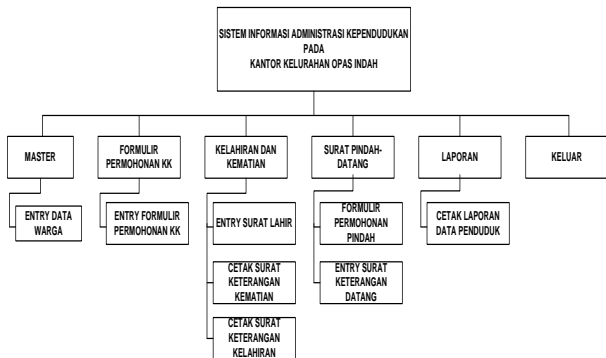 SISTEM INFORMASI ADMINISTRASI KEPENDUDUKAN
PADA
KANTOR KELURAHAN OPAS INDAH
MASTER
FORMULIR
PERMOHONAN KK
KELAHIRAN DAN
KEMATIAN
SURAT PINDAH-
DATANG
LAPORAN
KELUAR
ENTRY DATA
WARGA
ENTRY FORMULIR
PERMOHONAN KK
ENTRY SURAT LAHIR
CETAK SURAT
KETERANGAN
KEMATIAN
CETAK SURAT
KETERANGAN
KELAHIRAN
FORMULIR
PERMOHONAN
PINDAH
ENTRY SURAT
KETERANGAN
DATANG
CETAK LAPORAN
DATA PENDUDUK